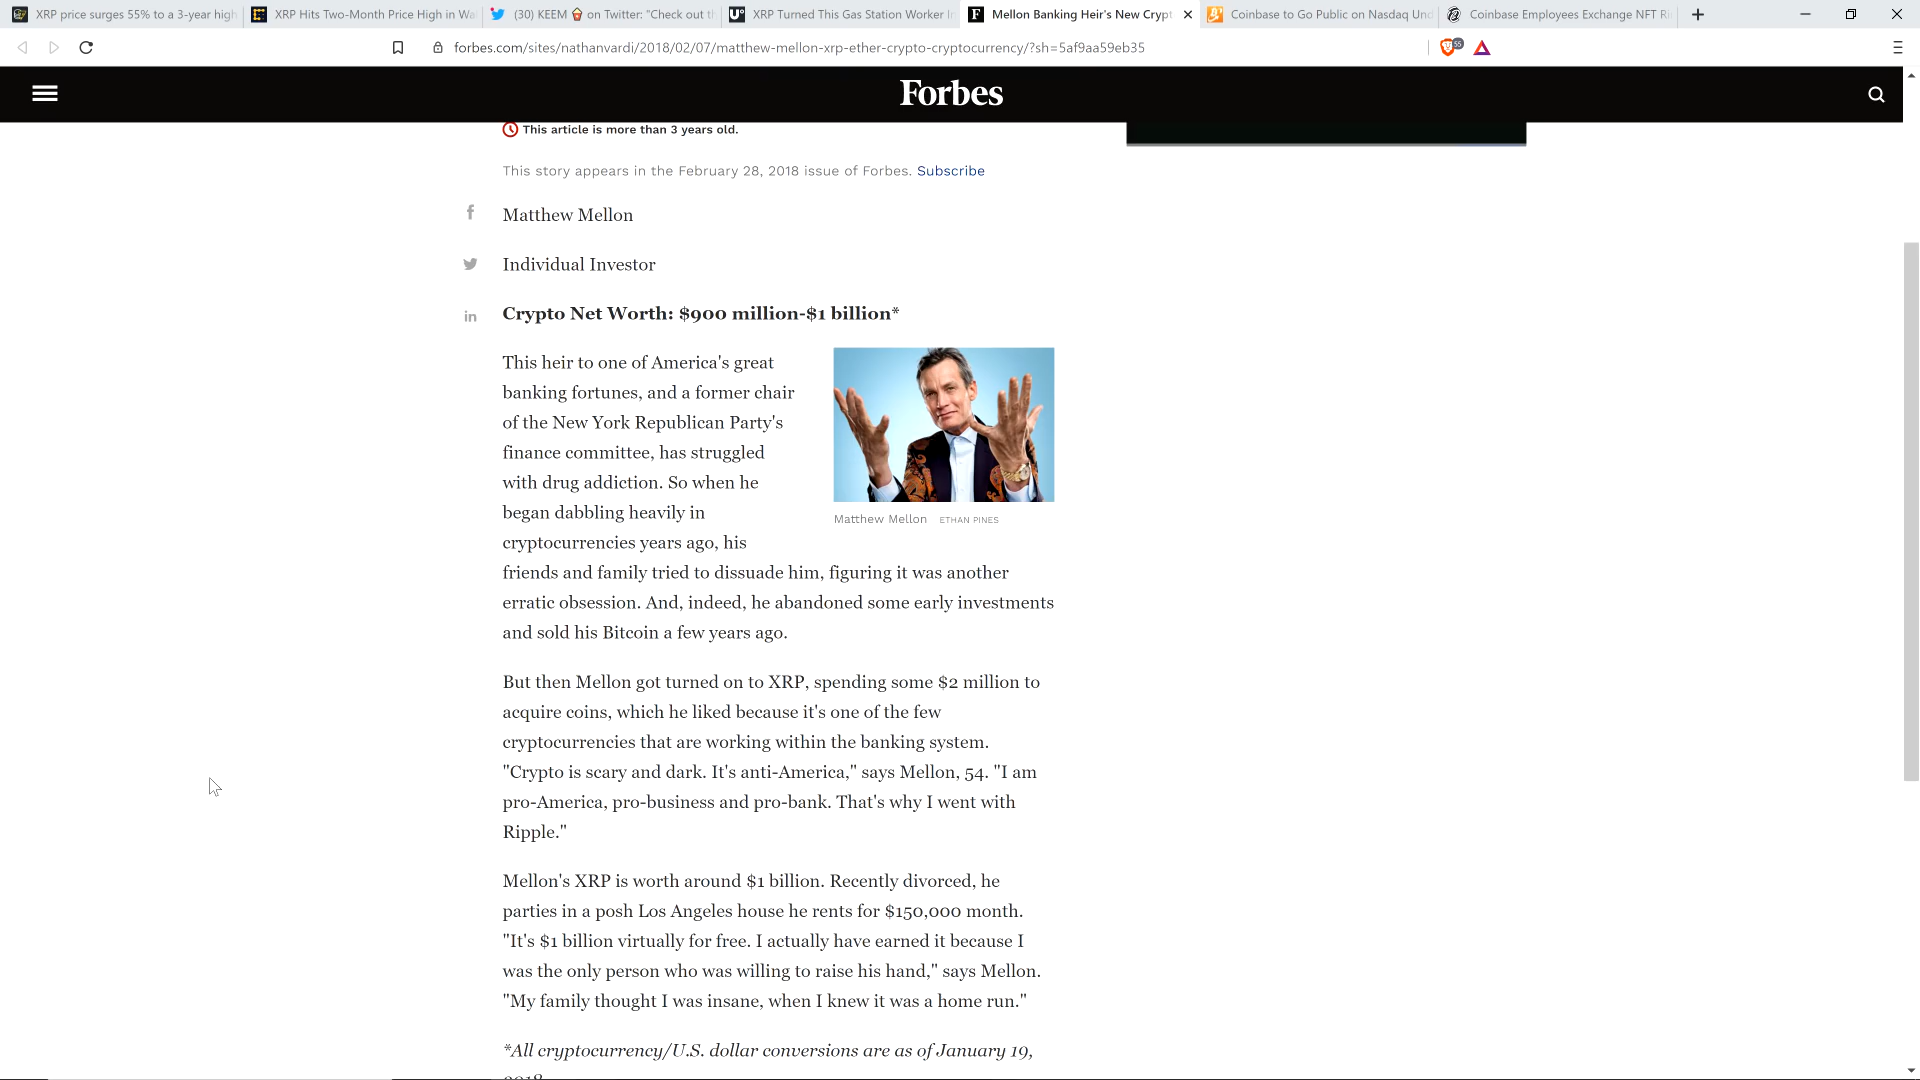 XRP price surges 55% to a 3-year high
XRP Hits Two-Month Price High in Wa
(30) KEEM on Twitter: "Check out th
XRP Turned This Gas Station Worker I
Mellon Banking Heir's New Crypt
Coinbase to Go Public on Nasdaq Und
Coinbase Employees Exchange NFT Ri
forbes.com/sites/nathanvardi/2018/02/07/matthew-mellon-xrp-ether-crypto-cryptocurrency/?sh=5af9aa59eb35
55
Forbes
This article is more than 3 years old.
This story appears in the February 28, 2018 issue of Forbes. Subscribe
Matthew Mellon
Individual Investor
Crypto Net Worth: $900 million-$1 billion*
This heir to one of America's great
banking fortunes, and a former chair
of the New York Republican Party's
finance committee, has struggled
with drug addiction. So when he
began dabbling heavily in
cryptocurrencies years ago, his
Matthew Mellon ETHAN PINES
friends and family tried to dissuade him, figuring it was another
erratic obsession. And, indeed, he abandoned some early investments
and sold his Bitcoin a few years ago.
But then Mellon got turned on to XRP, spending some $2 million to
acquire coins, which he liked because it's one of the few
cryptocurrencies that are working within the banking system.
"Crypto is scary and dark. It's anti-America," says Mellon, 54. "I am
pro-America, pro-business and pro-bank. That's why I went with
Ripple."
Mellon's XRP is worth around $1 billion. Recently divorced, he
parties in a posh Los Angeles house he rents for $150,000 month.
"It's $1 billion virtually for free. I actually have earned it because I
was the only person who was willing to raise his hand," says Mellon.
"My family thought I was insane, when I knew it was a home run."
*All cryptocurrency/U.S. dollar conversions are as of January 19,